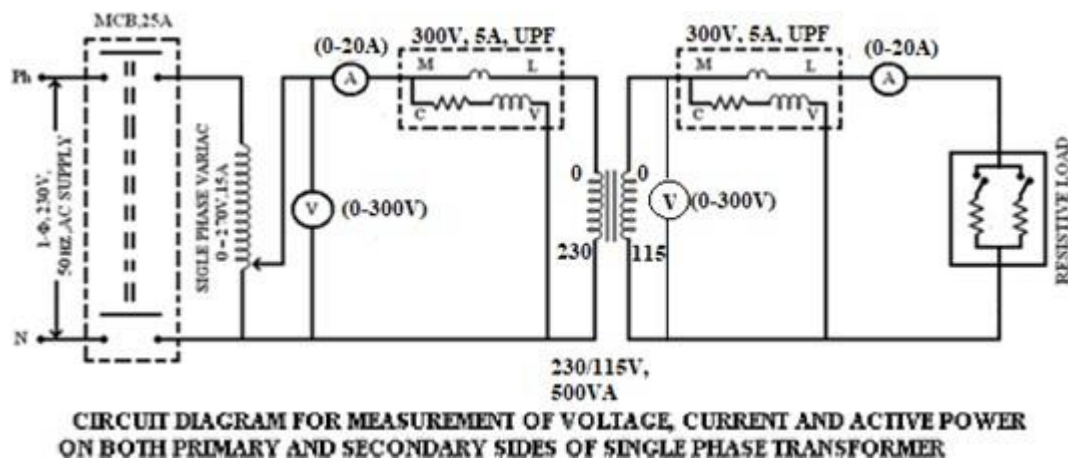 MCB,25A
300V, 5A, UPF
300V, 5A, UPF
(0-20A)
(0-20A)
Ph
A
M
L
C
V
M
L
C
V
A
1-Φ,230V,
50HZ,AC SUPPLY
SIGLE PHASE VARIAC
0-270V,15A
V
(0-300V)
0
0
230
115
V
(0-300V)
RESISTATIVE LOAD
N
230/115V,
500VA
CIRCUIT DIAGRAM FOR MEASUREMENT OF VOLTAGE, CURRENT AND ACTIVE POWER
ON BOTH PRIMARY AND SECONDARY SIDES OF SINGLE PHASE TRANSFORMER